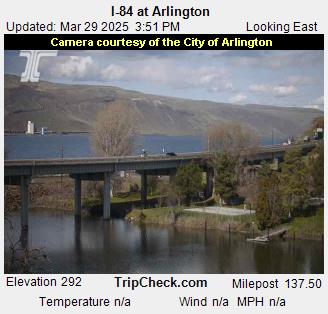 I-84 at Arlington
Updated: Mar 29 2025 3:51 PM Looking East
Camera courtesy of the City of Arlington
Elevation 292 TripCheck.com Milepost 137.50
Temperature n/a Wind n/a MPH n/a